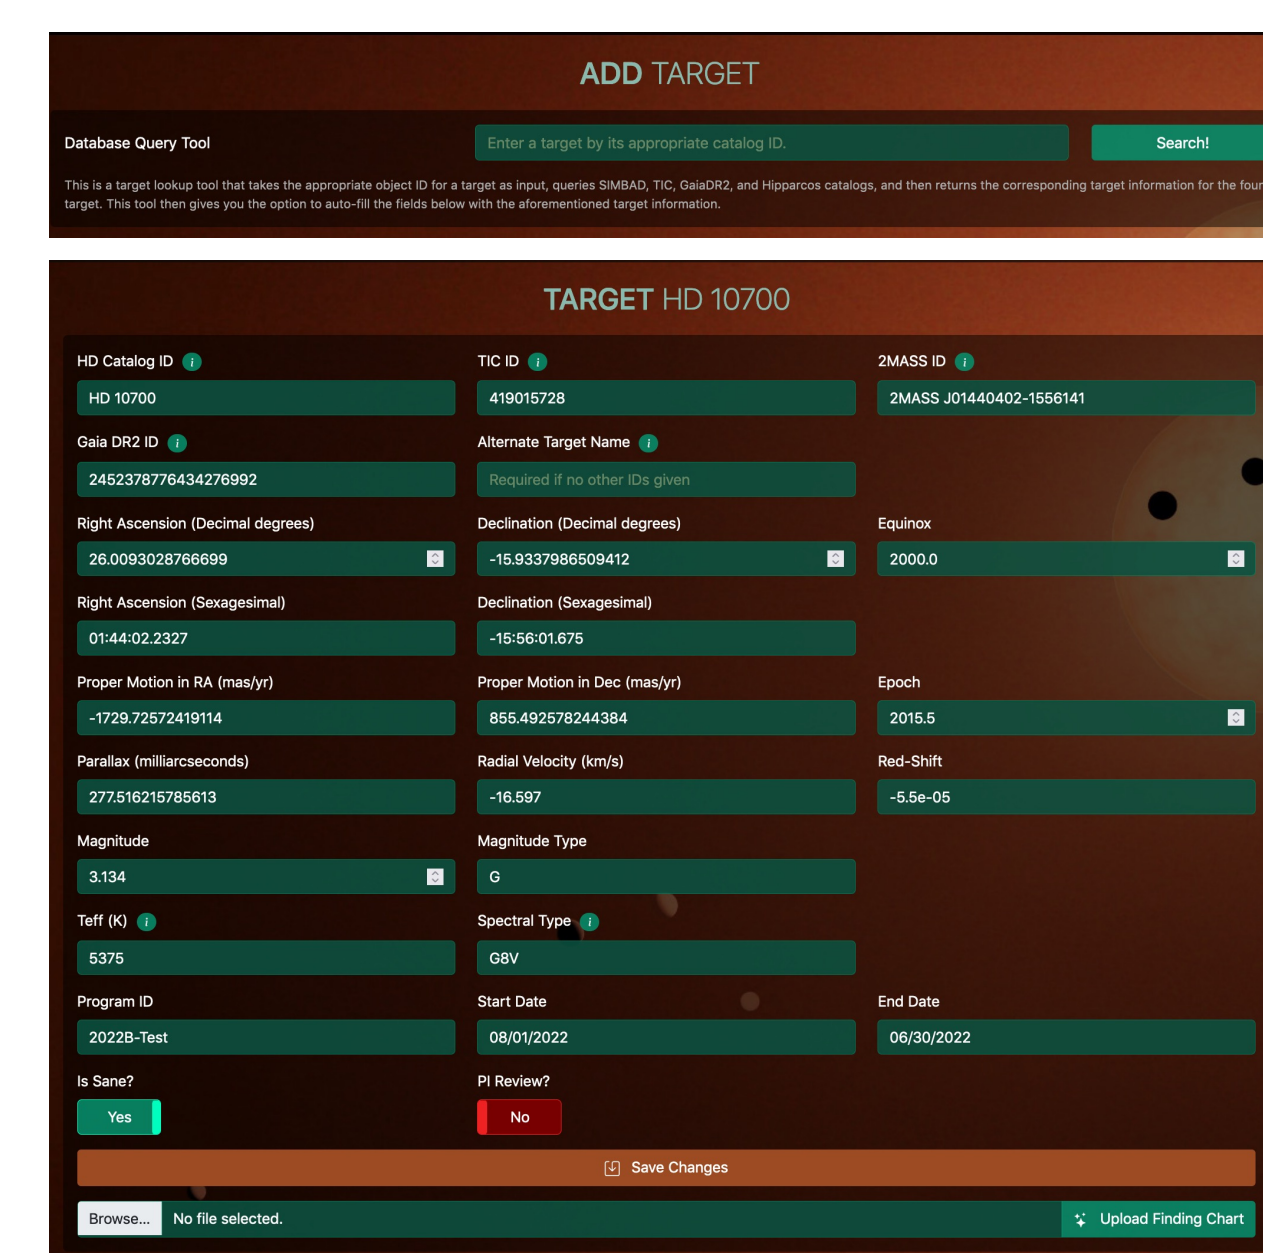 ADD TARGET
Database Query Tool
Enter a target by its appropriate catalog ID.
Search!
This is a target lookup tool that takes the appropriate object ID for a target as input, queries SIMBAD, TIC, GaiaDR2, and Hipparcos catalogs, and then returns the corresponding target information for the four
target. This tool then gives you the option to auto-fill the fields below with the aforementioned target information.
TARGET HD 10700
HD Catalog ID i TIC ID i 2MASS ID i
HD 10700 419015728 2MASS J01440402-1556141
Gaia DR2 ID i Alternate Target Name i
2452378776434276992 Required if no other IDs given
Right Ascension (Decimal degrees) Declination (Decimal degrees) Equinox
26.0093028766699 -15.9337986509412 2000.0
Right Ascension (Sexagesimal) Declination (Sexagesimal)
01:44:02.2327 -15:56:01.675
Proper Motion in RA (mas/yr) Proper Motion in Dec (mas/yr) Epoch
-1729.72572419114 855.492578244384 2015.5
Parallax (milliarcseconds) Radial Velocity (km/s) Red-Shift
277.516215785613 -16.597 -5.5e-05
Magnitude Magnitude Type
3.134 G
Teff (K) i Spectral Type i
5375 G8V
Program ID Start Date End Date
2022B-Test 08/01/2022 06/30/2022
Is Sane? PI Review?
Yes No
Save Changes
Browse... No file selected. Upload Finding Chart